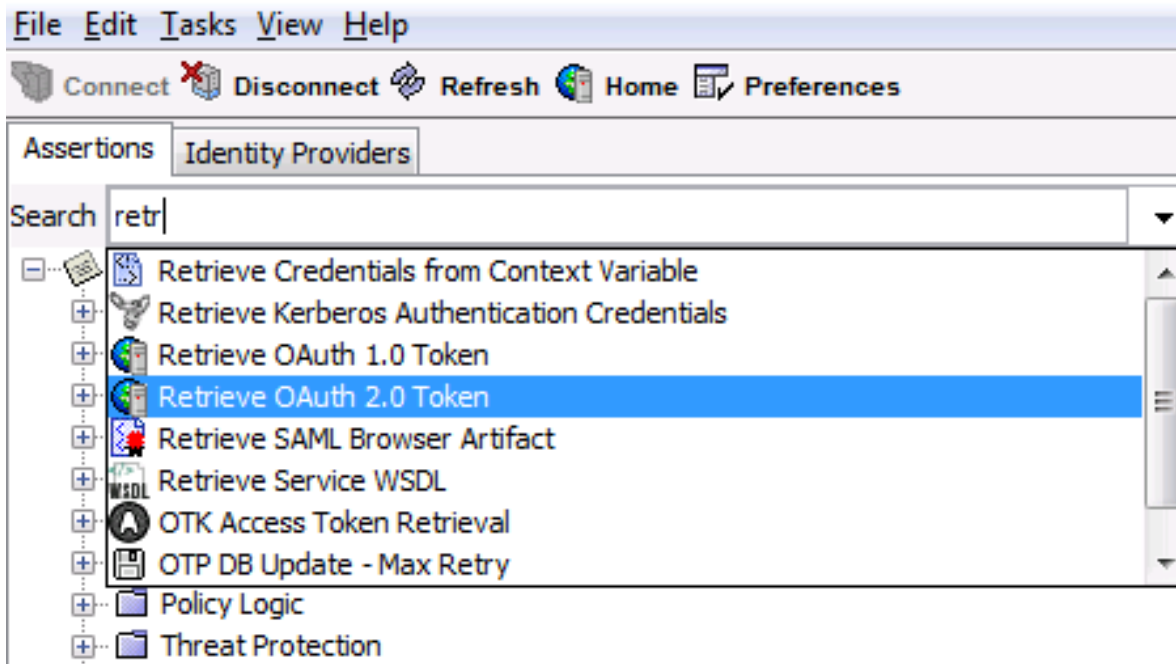 File Edit Tasks View Help
Connect Disconnect Refresh Home Preferences
Assertions Identity Providers
Search retr
Retrieve Credentials from Context Variable
Retrieve Kerberos Authentication Credentials
Retrieve OAuth 1.0 Token
Retrieve OAuth 2.0 Token
Retrieve SAML Browser Artifact
WSDL Retrieve Service WSDL
OTK Access Token Retrieval
OTP DB Update - Max Retry
Policy Logic
Threat Protection